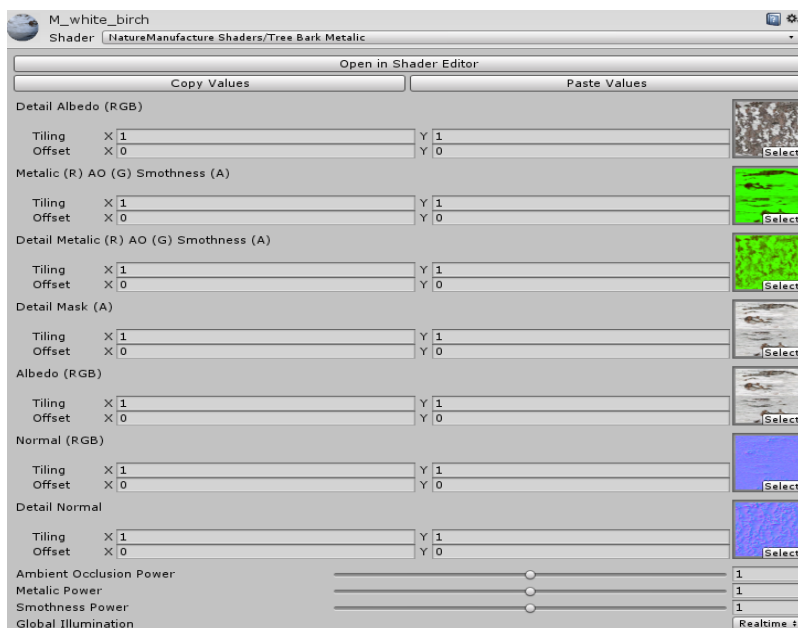 M_white_birch
Shader NatureManufacture Shaders/Tree Bark Metalic
Open in Shader Editor
Copy Values Paste Values
Detail Albedo (RGB)
Tiling X 1 Y 1
Offset X 0 Y 0
Select
Metalic (R) AO (G) Smothness (A)
Tiling X 1 Y 1
Offset X 0 Y 0
Select
Detail Metalic (R) AO (G) Smothness (A)
Tiling X 1 Y 1
Offset X 0 Y 0
Select
Detail Mask (A)
Tiling X 1 Y 1
Offset X 0 Y 0
Select
Albedo (RGB)
Tiling X 1 Y 1
Offset X 0 Y 0
Select
Normal (RGB)
Tiling X 1 Y 1
Offset X 0 Y 0
Select
Detail Normal
Tiling X 1 Y 1
Offset X 0 Y 0
Select
Ambient Occlusion Power 1
Metalic Power 1
Smothness Power 1
Global Illumination Realtime